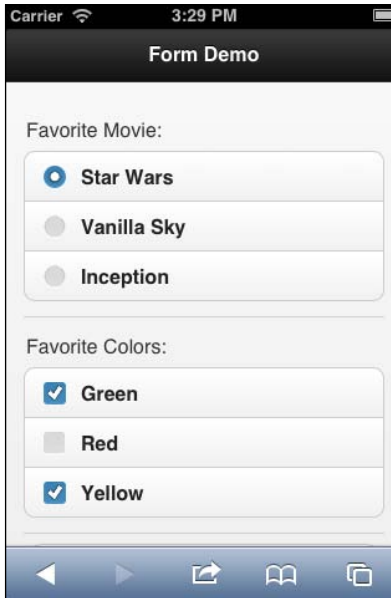 Carrier 3:29 PM
Form Demo
Favorite Movie:
Star Wars
Vanilla Sky
Inception
Favorite Colors:
Green
Red
Yellow